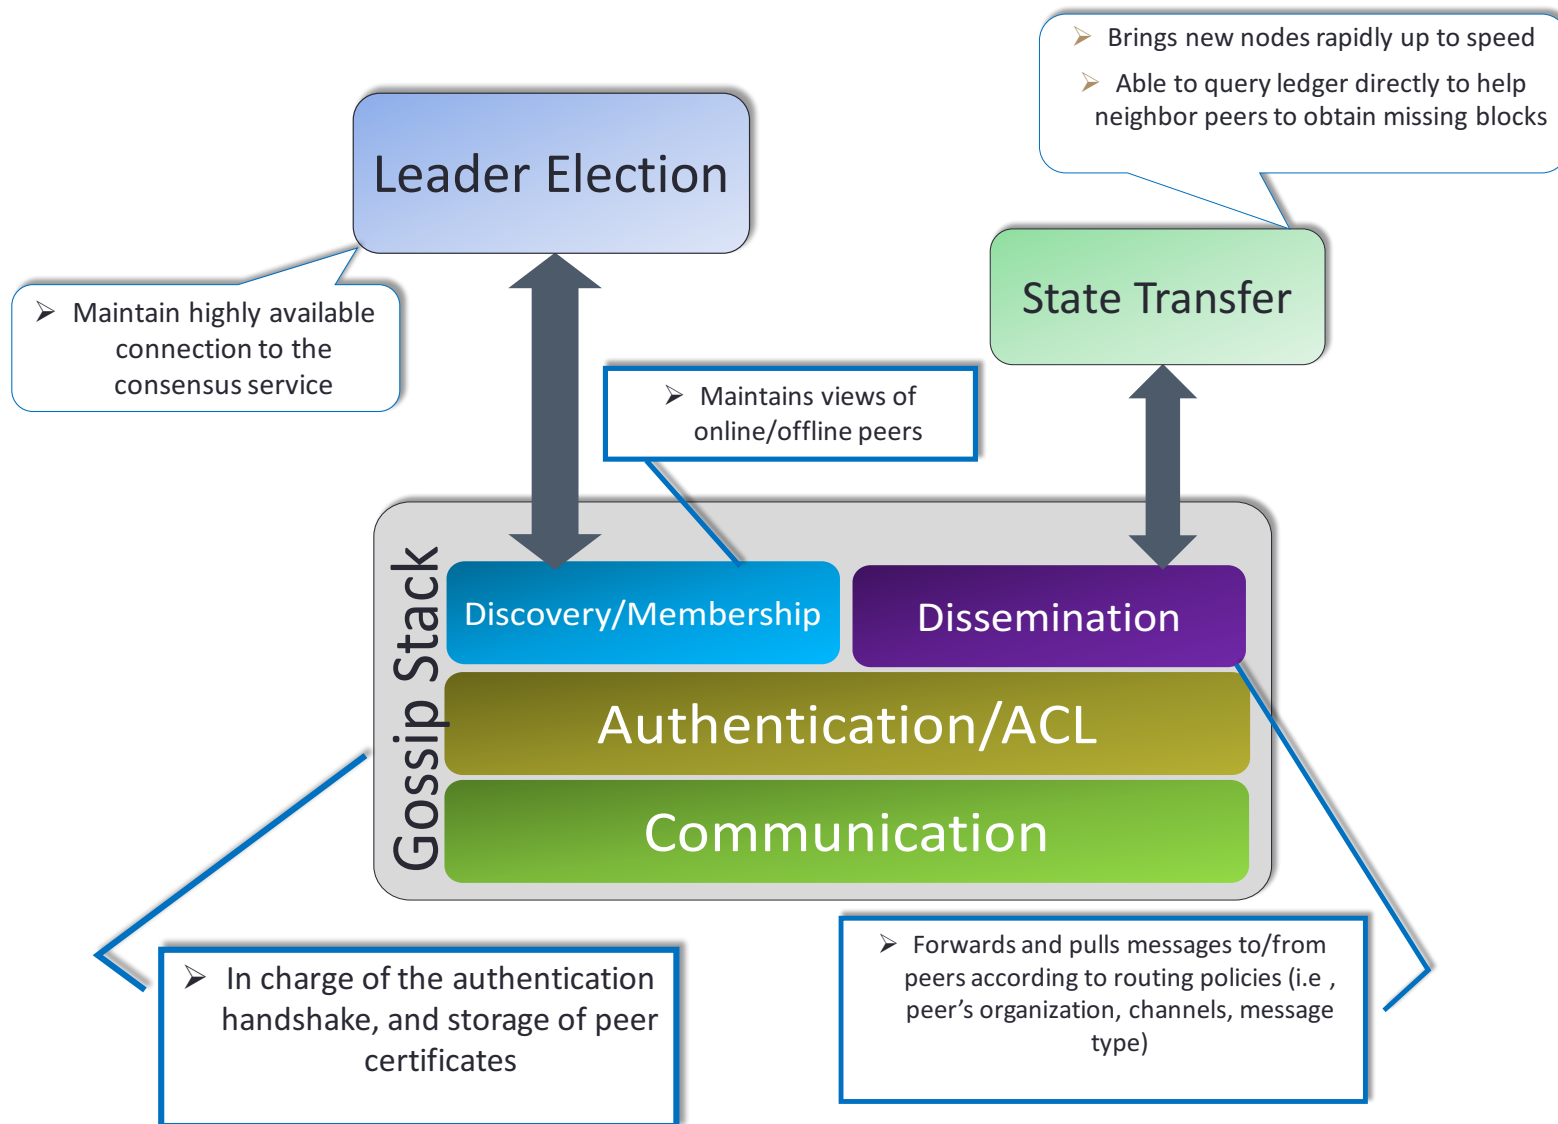 ➢ Brings new nodes rapidly up to speed
➢ Able to query ledger directly to help
neighbor peers to obtain missing blocks
Leader Election
State Transfer
➢ Maintain highly available
connection to the
consensus service
➢ Maintains views of
online/offline peers
Gossip Stack
Discovery/Membership
Dissemination
Authentication/ACL
Communication
➢ In charge of the authentication
handshake, and storage of peer
certificates
➢ Forwards and pulls messages to/from
peers according to routing policies (i.e ,
peer’s organization, channels, message
type)